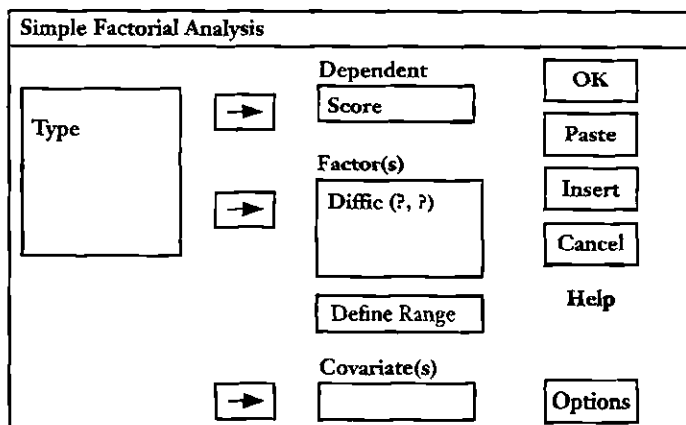 Simple Factorial Analysis
Type
Dependent
Score
Factor(s)
Diffic (?, ?)
Define Range
Covariate(s)
OK
Paste
Insert
Cancel
Help
Options